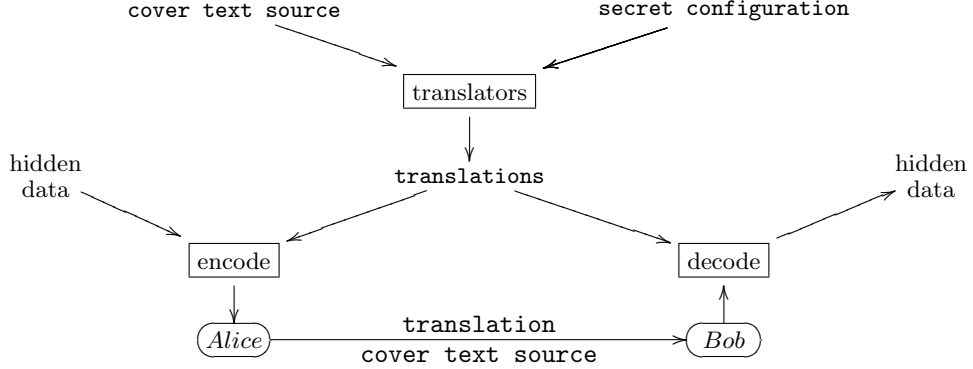 cover text source
secret configuration
translators
hidden
data
translations
hidden
data
encode
decode
Alice
translation
cover text source
Bob